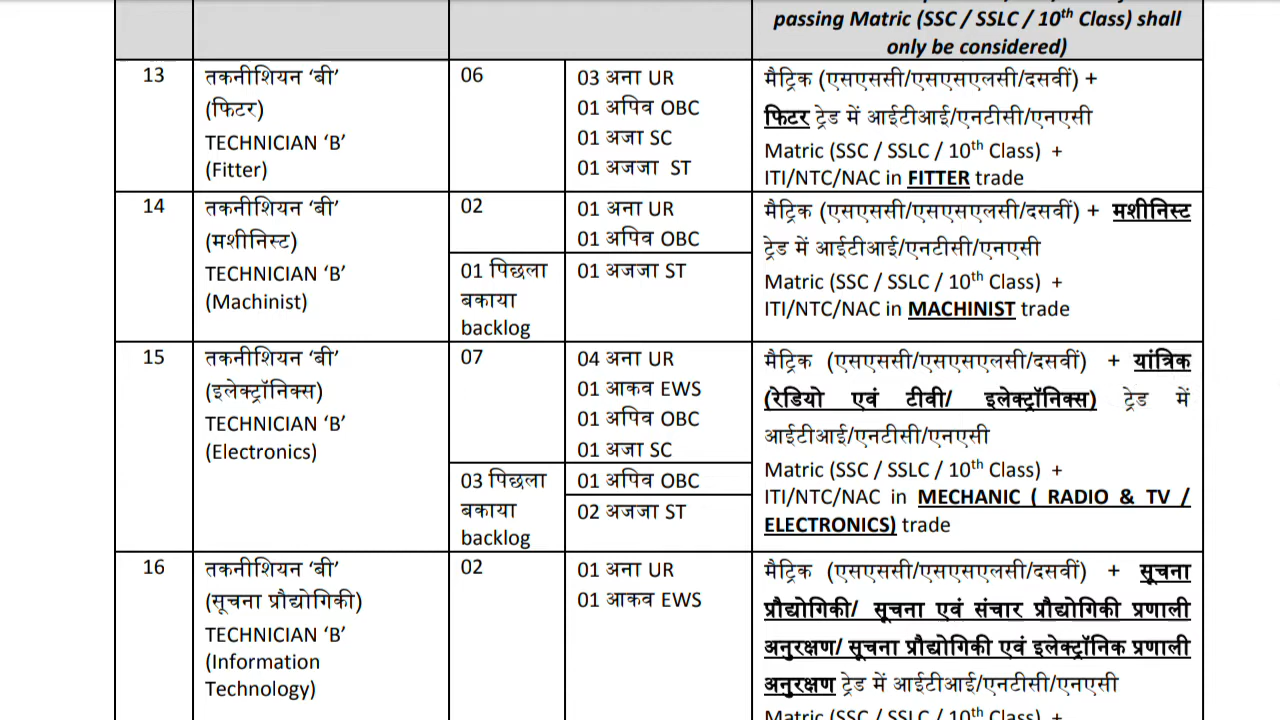 passing Matric (SSC / SSLC / 10th Class) shall
only be considered)
13
तकनीशियन ‘बी’
(फिटर)
TECHNICIAN ‘B’
(Fitter)
06
03 अना UR
01 अपिव OBC
01 अजा SC
01 अजजा ST
मैट्रिक (एसएससी/एसएसएलसी/दसवीं) +
फिटर ट्रेड में आईटीआई/एनटीसी/एनएसी
Matric (SSC / SSLC / 10th Class) +
ITI/NTC/NAC in FITTER trade
14
तकनीशियन ‘बी’
(मशीनिस्ट)
TECHNICIAN ‘B’
(Machinist)
02
01 अना UR
01 अपिव OBC
01 पिछला
बकाया
backlog
01 अजजा ST
मैट्रिक (एसएससी/एसएसएलसी/दसवीं) + मशीनिस्ट
ट्रेड में आईटीआई/एनटीसी/एनएसी
Matric (SSC / SSLC / 10th Class) +
ITI/NTC/NAC in MACHINIST trade
15
तकनीशियन ‘बी’
(इलेक्ट्रॉनिक्स)
TECHNICIAN ‘B’
(Electronics)
07
04 अना UR
01 आकव EWS
01 अपिव OBC
01 अजा SC
03 पिछला
बकाया
backlog
01 अपिव OBC
02 अजजा ST
मैट्रिक (एसएससी/एसएसएलसी/दसवीं) + यांत्रिक
(रेडियो एवं टीवी/ इलेक्ट्रॉनिक्स) ट्रेड में
आईटीआई/एनटीसी/एनएसी
Matric (SSC / SSLC / 10th Class) +
ITI/NTC/NAC in MECHANIC ( RADIO & TV /
ELECTRONICS) trade
16
तकनीशियन ‘बी’
(सूचना प्रौद्योगिकी)
TECHNICIAN ‘B’
(Information
Technology)
02
01 अना UR
01 आकव EWS
मैट्रिक (एसएससी/एसएसएलसी/दसवीं) + सूचना
प्रौद्योगिकी/ सूचना एवं संचार प्रौद्योगिकी प्रणाली
अनुरक्षण/ सूचना प्रौद्योगिकी एवं इलेक्ट्रॉनिक प्रणाली
अनुरक्षण ट्रेड में आईटीआई/एनटीसी/एनएसी
Matric (SSC / SSLC / 10th Class) +